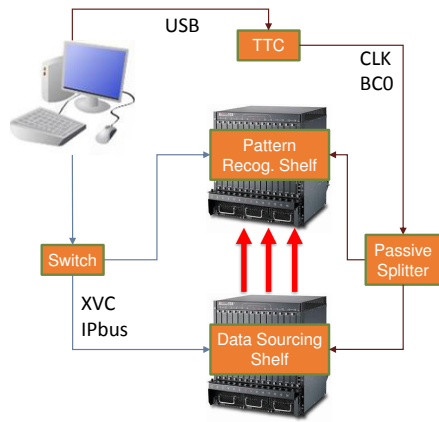 USB
TTC
CLK
BC0
Pattern
Recog. Shelf
Switch
Passive
Splitter
XVC
IPbus
Data Sourcing
Shelf